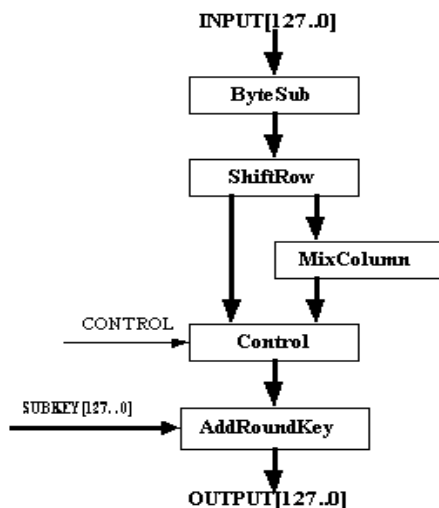 INPUT[127..0]
ByteSub
ShiftRow
MixColumn
CONTROL
Control
SUBKEY[127..0]
AddRoundKey
OUTPUT[127..0]